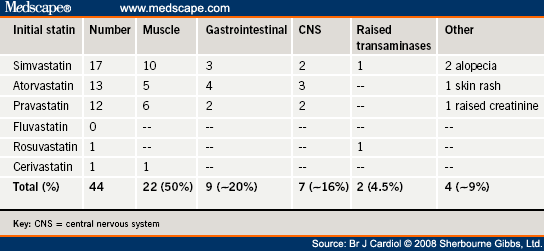 Medscape® www.medscape.com
Initial statin Number Muscle Gastrointestinal CNS Raised transaminases Other
Simvastatin 17 10 3 2 1 2 alopecia
Atorvastatin 13 5 4 3 -- 1 skin rash
Pravastatin 12 6 2 2 -- 1 raised creatinine
Fluvastatin 0 -- -- -- -- --
Rosuvastatin 1 -- -- -- 1 --
Cerivastatin 1 1 -- -- -- --
Total (%) 44 22 (50%) 9 (~20%) 7 (~16%) 2 (4.5%) 4 (~9%)
Key: CNS = central nervous system
Source: Br J Cardiol © 2008 Sherbourne Gibbs, Ltd.